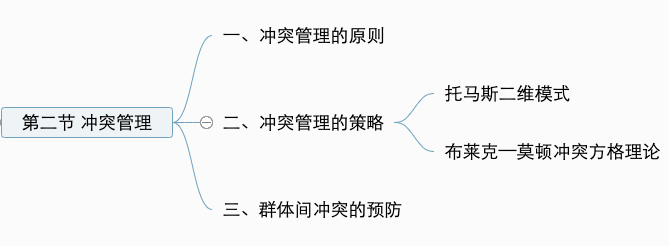 第二节 冲突管理
一、冲突管理的原则
二、冲突管理的策略
托马斯二维模式
布莱克—莫顿冲突方格理论
三、群体间冲突的预防